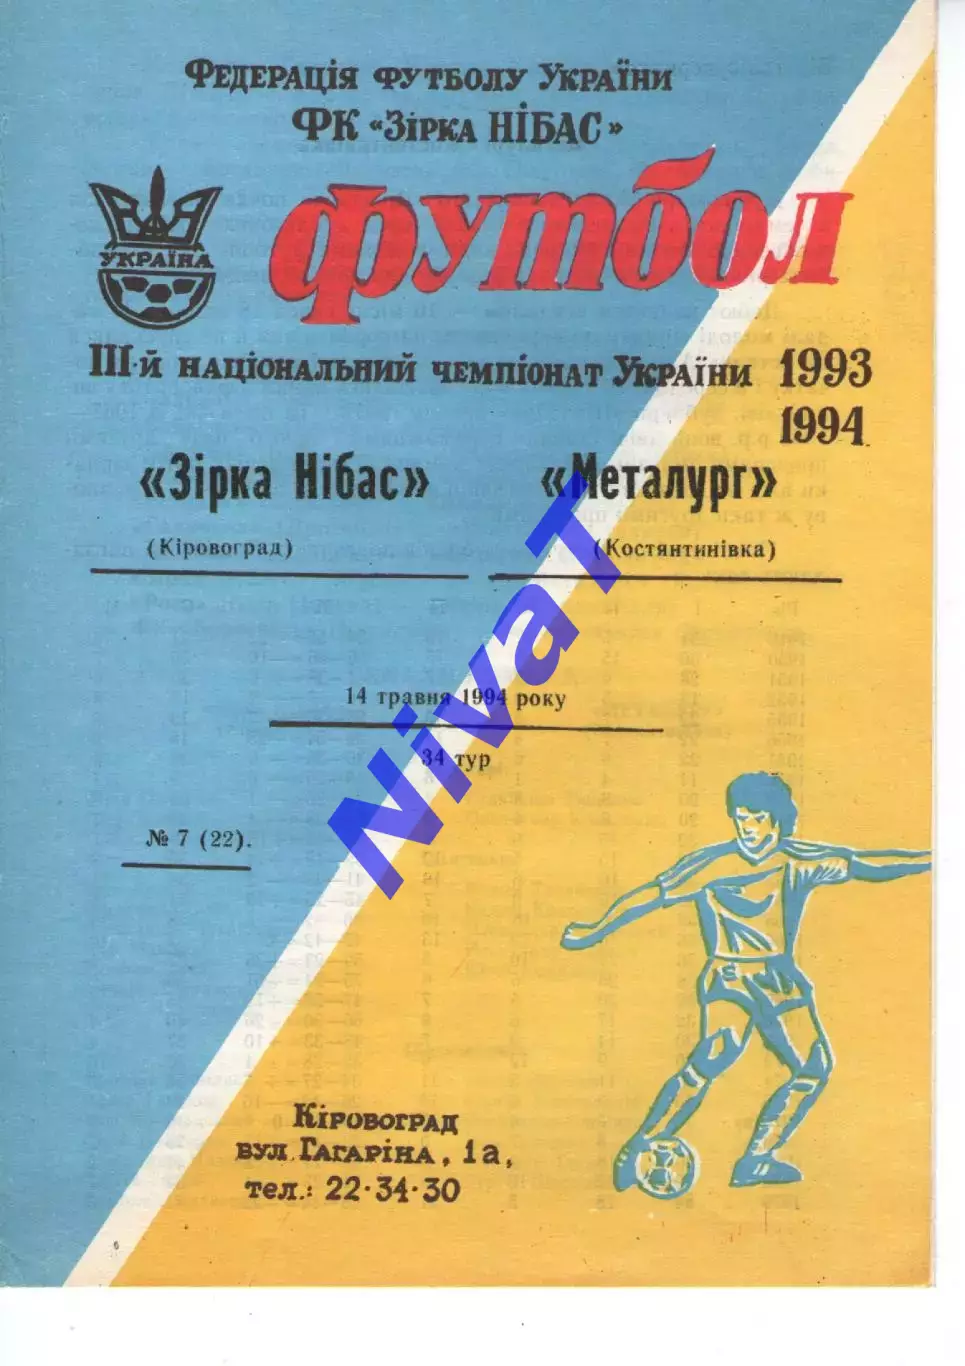 Федерація футболу України
ФК «Зірка НІБАС»
УКРАЇНА
футбол
ІІІ-й національний чемпіонат України 1993
1994
«Зірка Нібас» «Металург»
(Кіровоград) (Костянтинівка)
14 травня 1994 року
34 тур
№ 7 (22).
NivaT
Кіровоград
вул. Гагаріна, 1а,
тел.: 22-34-30